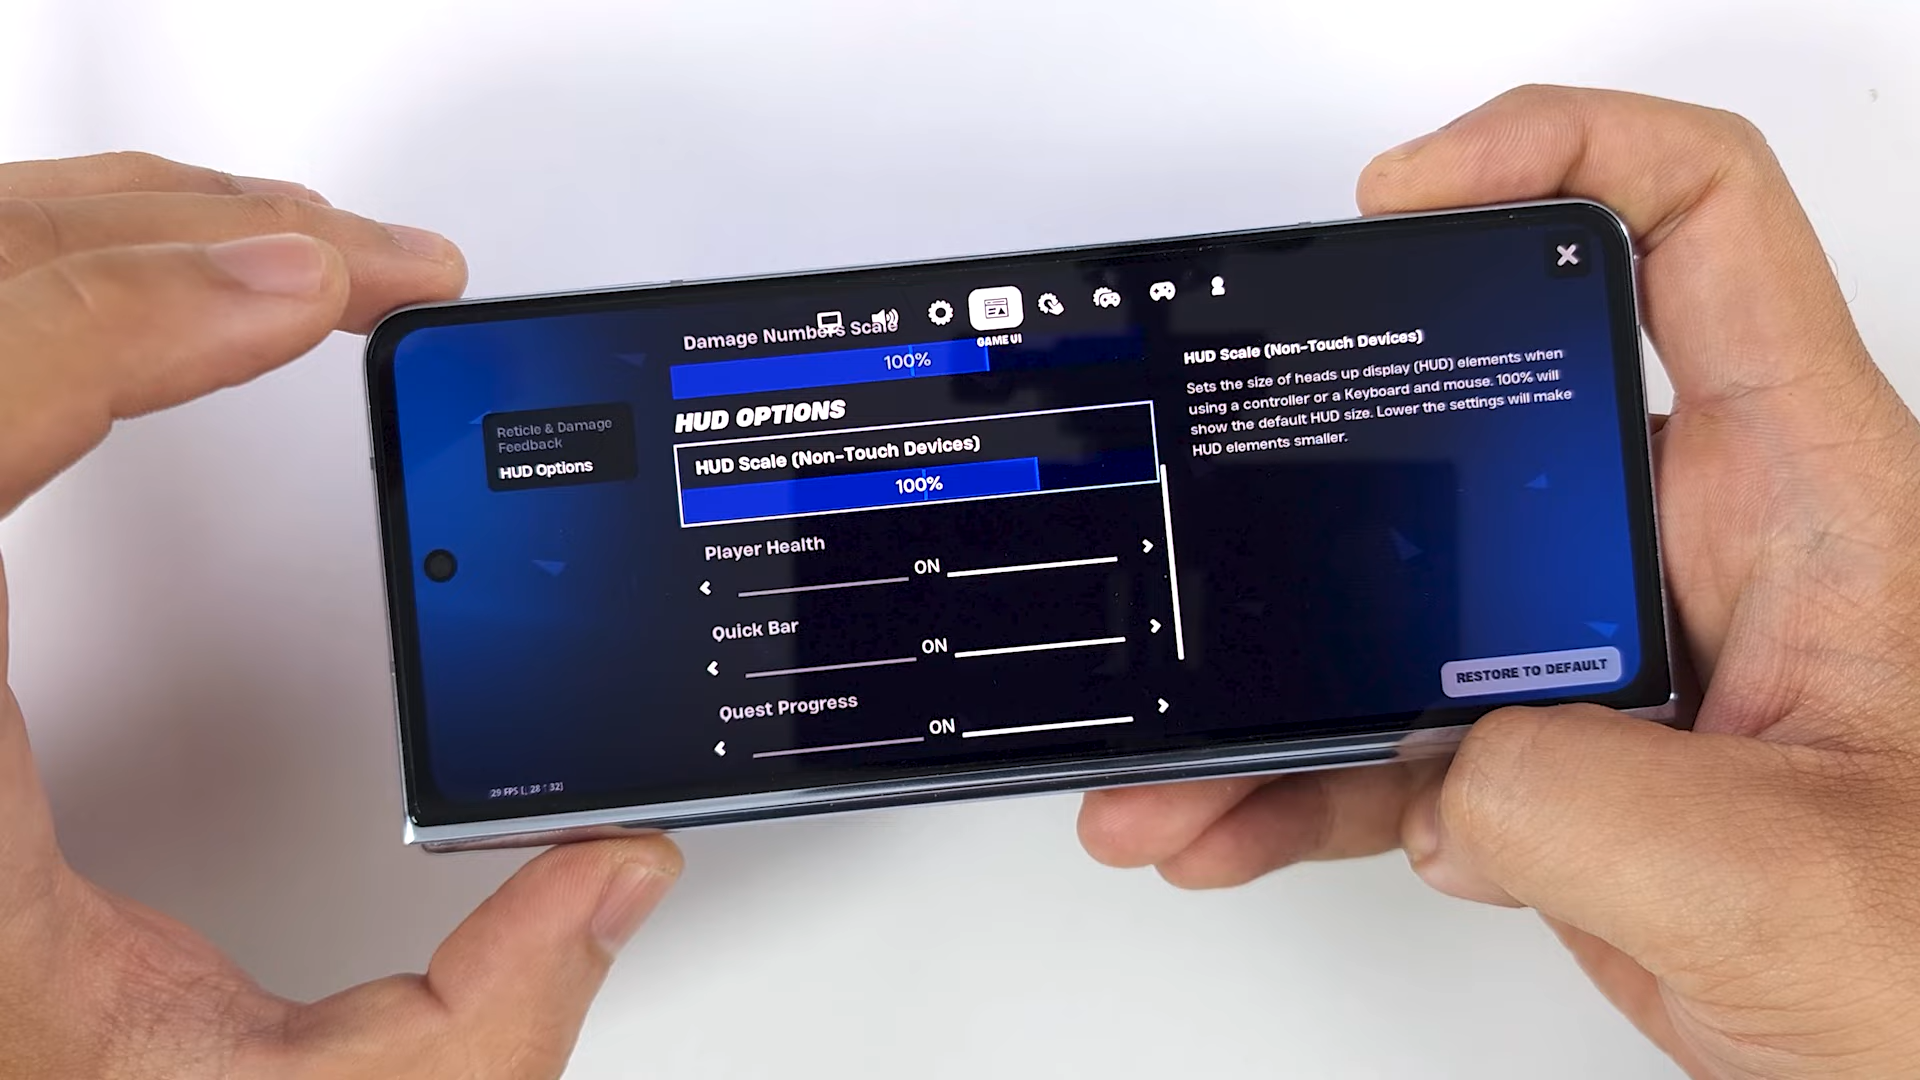 GAME UI
Damage Numbers Scale
100%
HUD OPTIONS
HUD Scale (Non-Touch Devices)
100%
Player Health
ON
Quick Bar
ON
Quest Progress
ON
Reticle & Damage
Feedback
HUD Options
HUD Scale (Non-Touch Devices)
Sets the size of heads up display (HUD) elements when
using a controller or a Keyboard and mouse. 100% will
show the default HUD size. Lower the settings will make
HUD elements smaller.
RESTORE TO DEFAULT
29 FPS